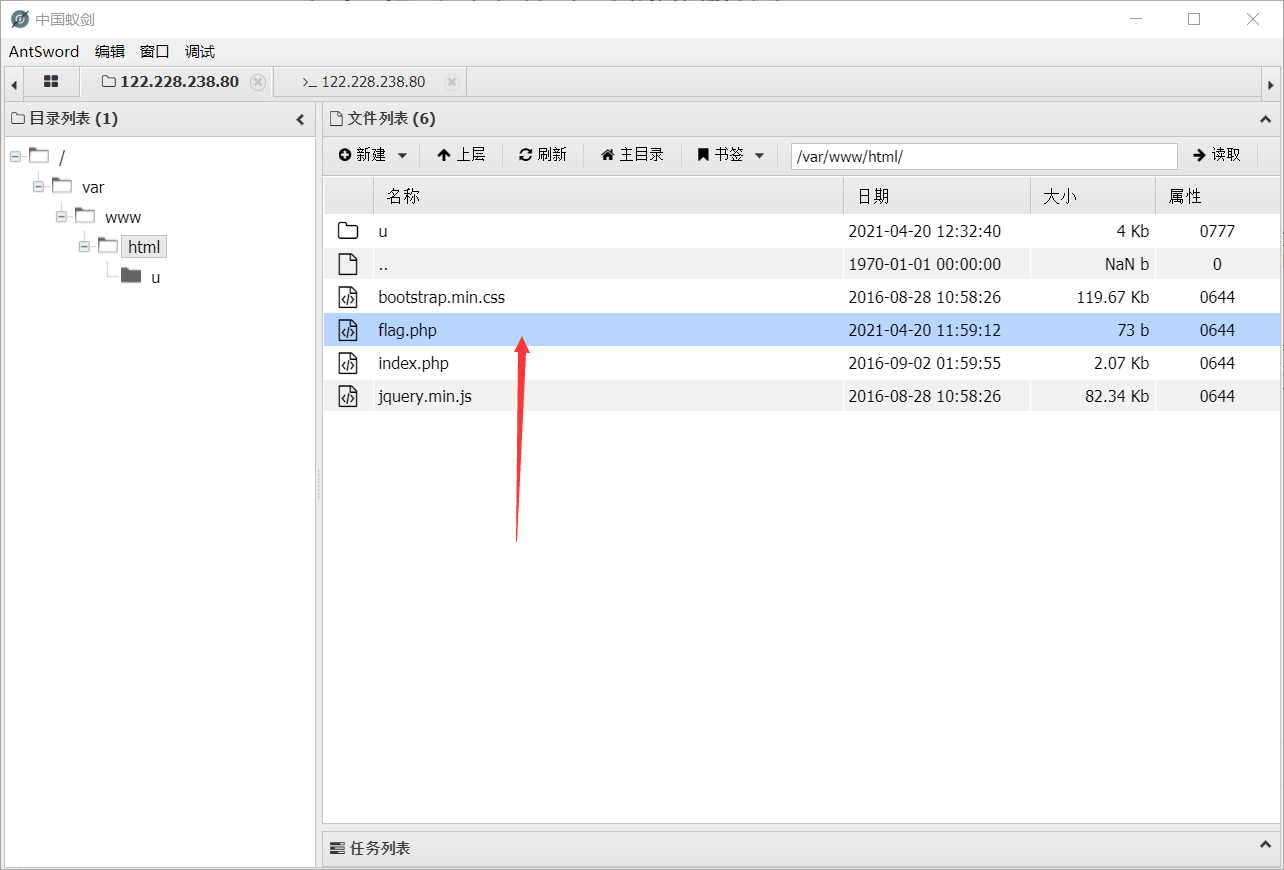 中国蚁剑
AntSword 编辑 窗口 调试
122.228.238.80 >_ 122.228.238.80
目录列表 (1)
/
var
www
html
u
文件列表 (6)
新建 上层 刷新 主目录 书签 /var/www/html/ 读取
名称 日期 大小 属性
u 2021-04-20 12:32:40 4 Kb 0777
.. 1970-01-01 00:00:00 NaN b 0
bootstrap.min.css 2016-08-28 10:58:26 119.67 Kb 0644
flag.php 2021-04-20 11:59:12 73 b 0644
index.php 2016-09-02 01:59:55 2.07 Kb 0644
jquery.min.js 2016-08-28 10:58:26 82.34 Kb 0644
任务列表